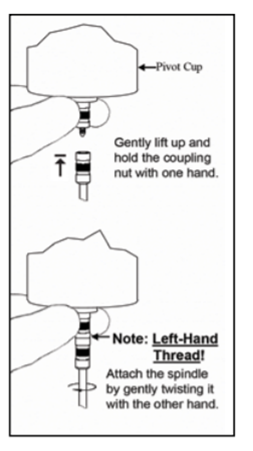 Pivot Cup
Gently lift up and
hold the coupling
nut with one hand.
Note: Left-Hand
Thread!
Attach the spindle
by gently twisting it
with the other hand.